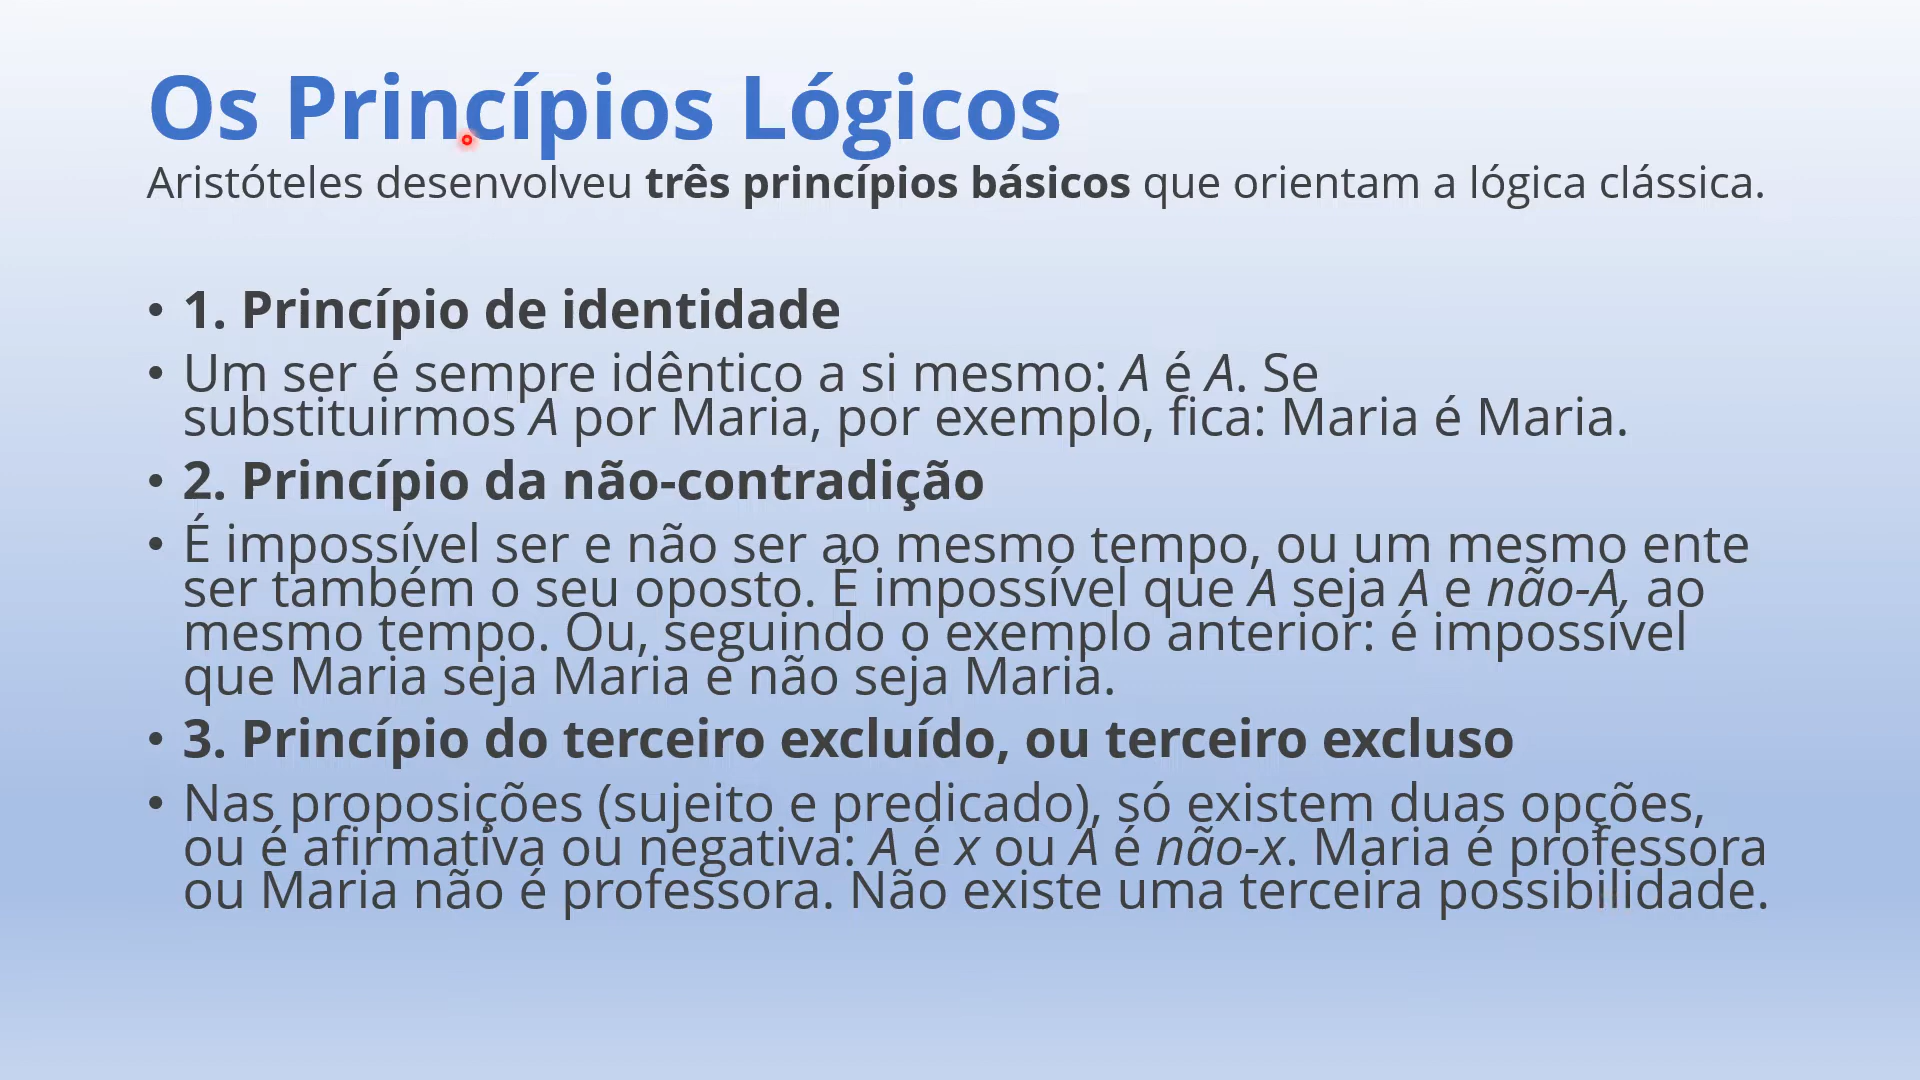 Os Princípios Lógicos
Aristóteles desenvolveu três princípios básicos que orientam a lógica clássica.
• 1. Princípio de identidade
• Um ser é sempre idêntico a si mesmo: A é A. Se
substituirmos A por Maria, por exemplo, fica: Maria é Maria.
• 2. Princípio da não-contradição
• É impossível ser e não ser ao mesmo tempo, ou um mesmo ente
ser também o seu oposto. É impossível que A seja A e não-A, ao
mesmo tempo. Ou, seguindo o exemplo anterior: é impossível
que Maria seja Maria e não seja Maria.
• 3. Princípio do terceiro excluído, ou terceiro excluso
• Nas proposições (sujeito e predicado), só existem duas opções,
ou é afirmativa ou negativa: A é x ou A é não-x. Maria é professora
ou Maria não é professora. Não existe uma terceira possibilidade.